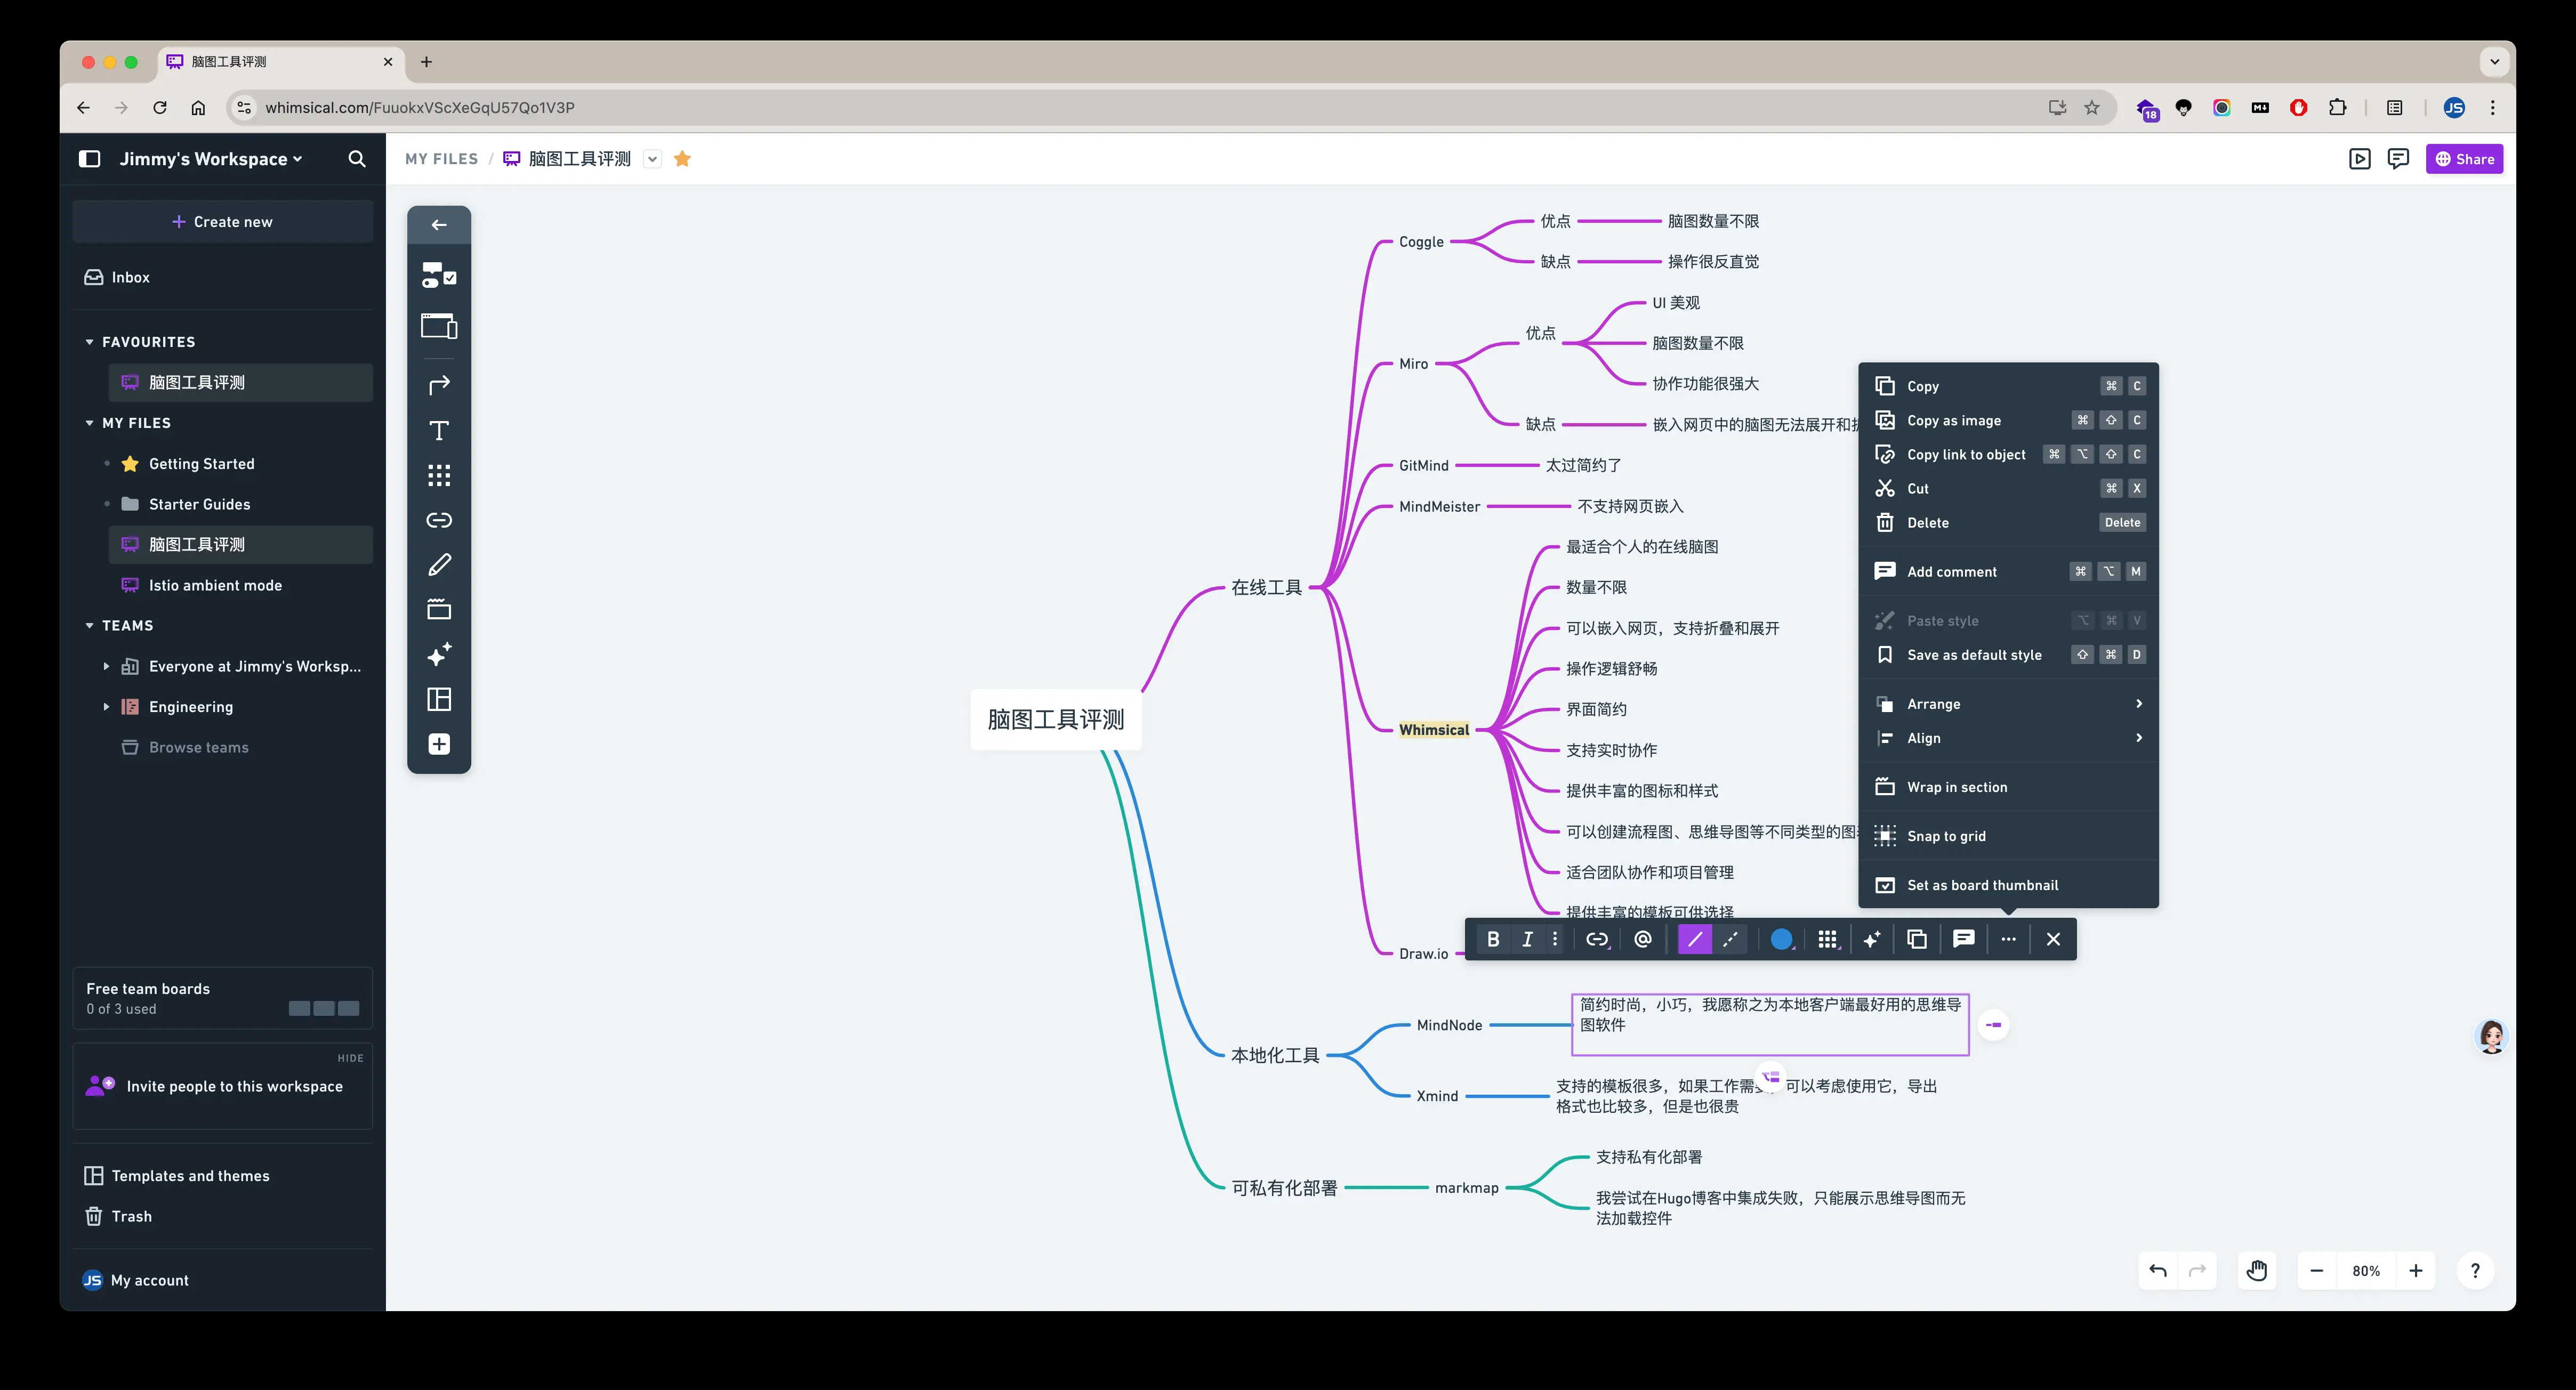 脑图工具评测
whimsical.com/FuuokxVScXeGqU57Qo1V3P
18
JS
Jimmy's Workspace
MY FILES / 脑图工具评测
Share
Create new
Inbox
FAVOURITES
脑图工具评测
MY FILES
Getting Started
Starter Guides
脑图工具评测
Istio ambient mode
TEAMS
Everyone at Jimmy's Worksp...
Engineering
Browse teams
Free team boards
0 of 3 used
HIDE
Invite people to this workspace
Templates and themes
Trash
JS My account
脑图工具评测
在线工具
Coggle
优点
脑图数量不限
缺点
操作很反直觉
Miro
优点
UI 美观
脑图数量不限
协作功能很强大
缺点
嵌入网页中的脑图无法展开和
GitMind
太过简约了
MindMeister
不支持网页嵌入
Whimsical
最适合个人的在线脑图
数量不限
可以嵌入网页，支持折叠和展开
操作逻辑舒畅
界面简约
支持实时协作
提供丰富的图标和样式
可以创建流程图、思维导图等不同类型的图
适合团队协作和项目管理
提供丰富的模板可供选择
Draw.io
本地化工具
MindNode
简约时尚，小巧，我愿称之为本地客户端最好用的思维导
图软件
Xmind
支持的模板很多，如果工作需 可以考虑使用它，导出
格式也比较多，但是也很贵
可私有化部署
markmap
支持私有化部署
我尝试在Hugo博客中集成失败，只能展示思维导图而无
法加载控件
Copy ⌘ C
Copy as image ⌘ ⇧ C
Copy link to object ⌘ ⌥ ⇧ C
Cut ⌘ X
Delete Delete
Add comment ⌘ ⌥ M
Paste style ⌥ ⌘ V
Save as default style ⇧ ⌘ D
Arrange
Align
Wrap in section
Snap to grid
Set as board thumbnail
B I @
80%
?